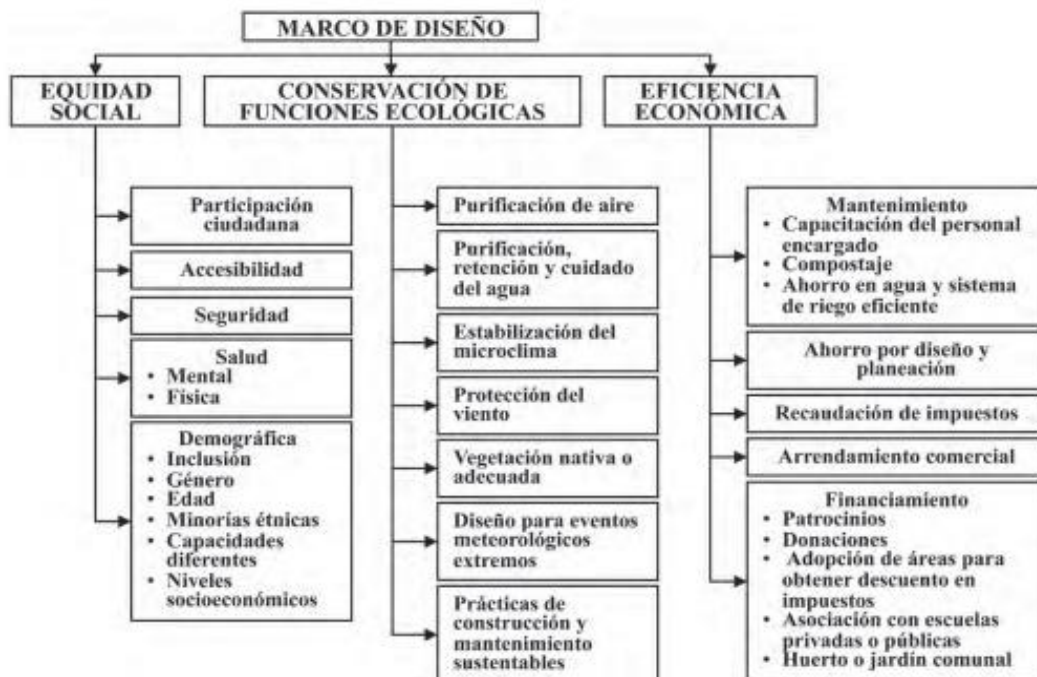 MARCO DE DISEÑO
EQUIDAD
SOCIAL
CONSERVACIÓN DE
FUNCIONES ECOLÓGICAS
EFICIENCIA
ECONÓMICA
Participación
ciudadana
Accesibilidad
Seguridad
Salud
• Mental
• Física
Demográfica
• Inclusión
• Género
• Edad
• Minorías étnicas
• Capacidades
diferentes
• Niveles
socioeconómicos
Purificación de aire
Purificación,
retención y cuidado
del agua
Estabilización del
microclima
Protección del
viento
Vegetación nativa o
adecuada
Diseño para eventos
meteorológicos
extremos
Prácticas de
construcción y
mantenimiento
sustentables
Mantenimiento
• Capacitación del personal
encargado
• Compostaje
• Ahorro en agua y sistema
de riego eficiente
Ahorro por diseño y
planeación
Recaudación de impuestos
Arrendamiento comercial
Financiamiento
• Patrocinios
• Donaciones
• Adopción de áreas para
obtener descuento en
impuestos
• Asociación con escuelas
privadas o públicas
• Huerto o jardín comunal